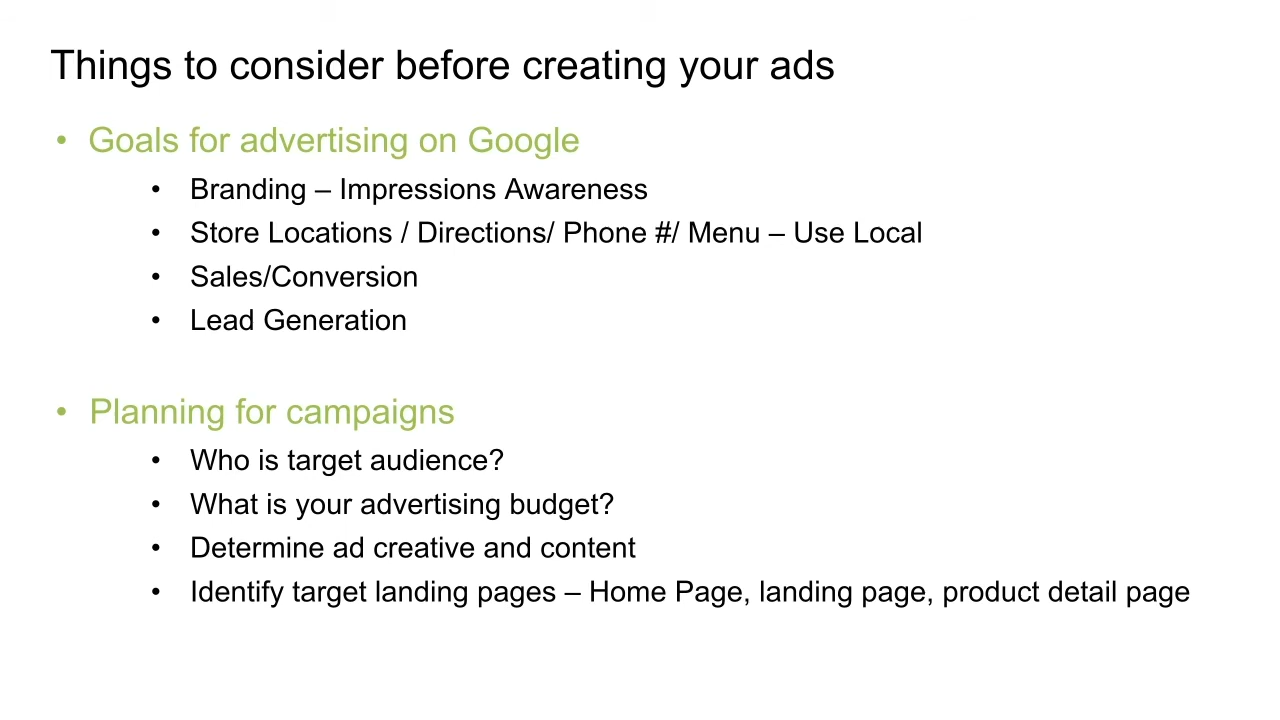 Things to consider before creating your ads
• Goals for advertising on Google
• Branding – Impressions Awareness
• Store Locations / Directions/ Phone #/ Menu – Use Local
• Sales/Conversion
• Lead Generation
• Planning for campaigns
• Who is target audience?
• What is your advertising budget?
• Determine ad creative and content
• Identify target landing pages – Home Page, landing page, product detail page